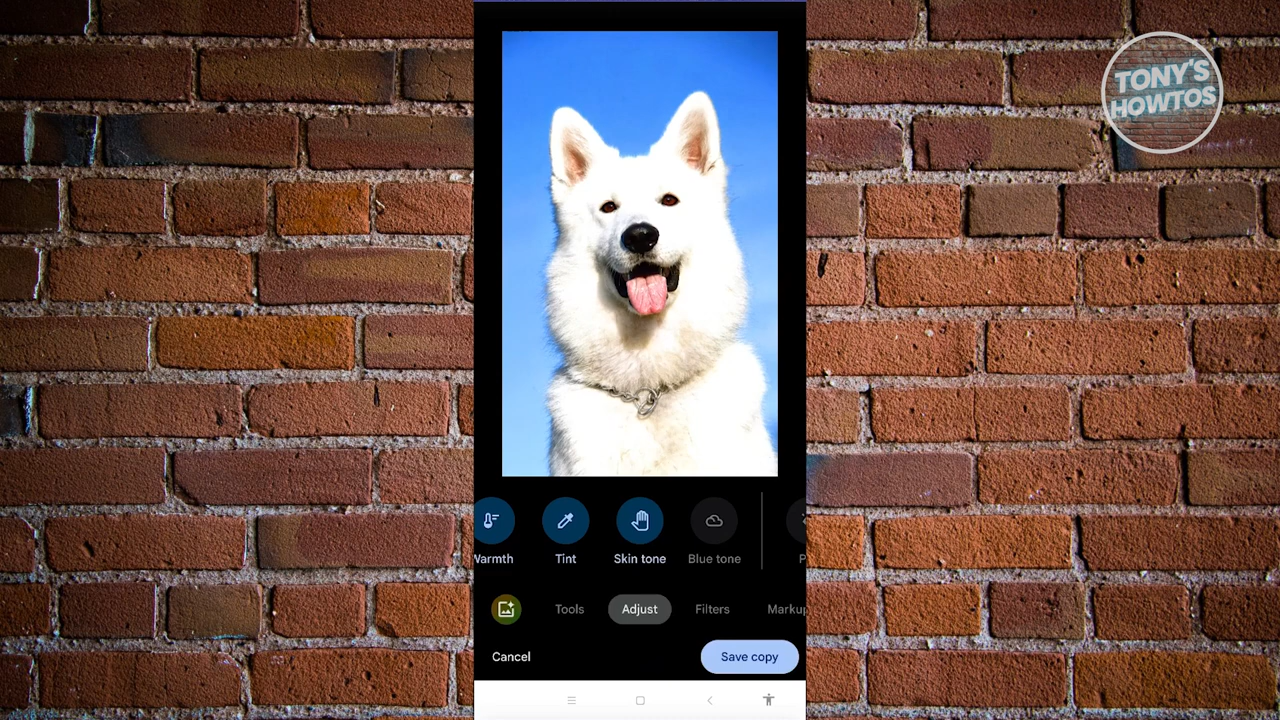 TONY'S
HOWTOS
Warmth
Tint
Skin tone
Blue tone
P
Tools
Adjust
Filters
Markup
Cancel
Save copy